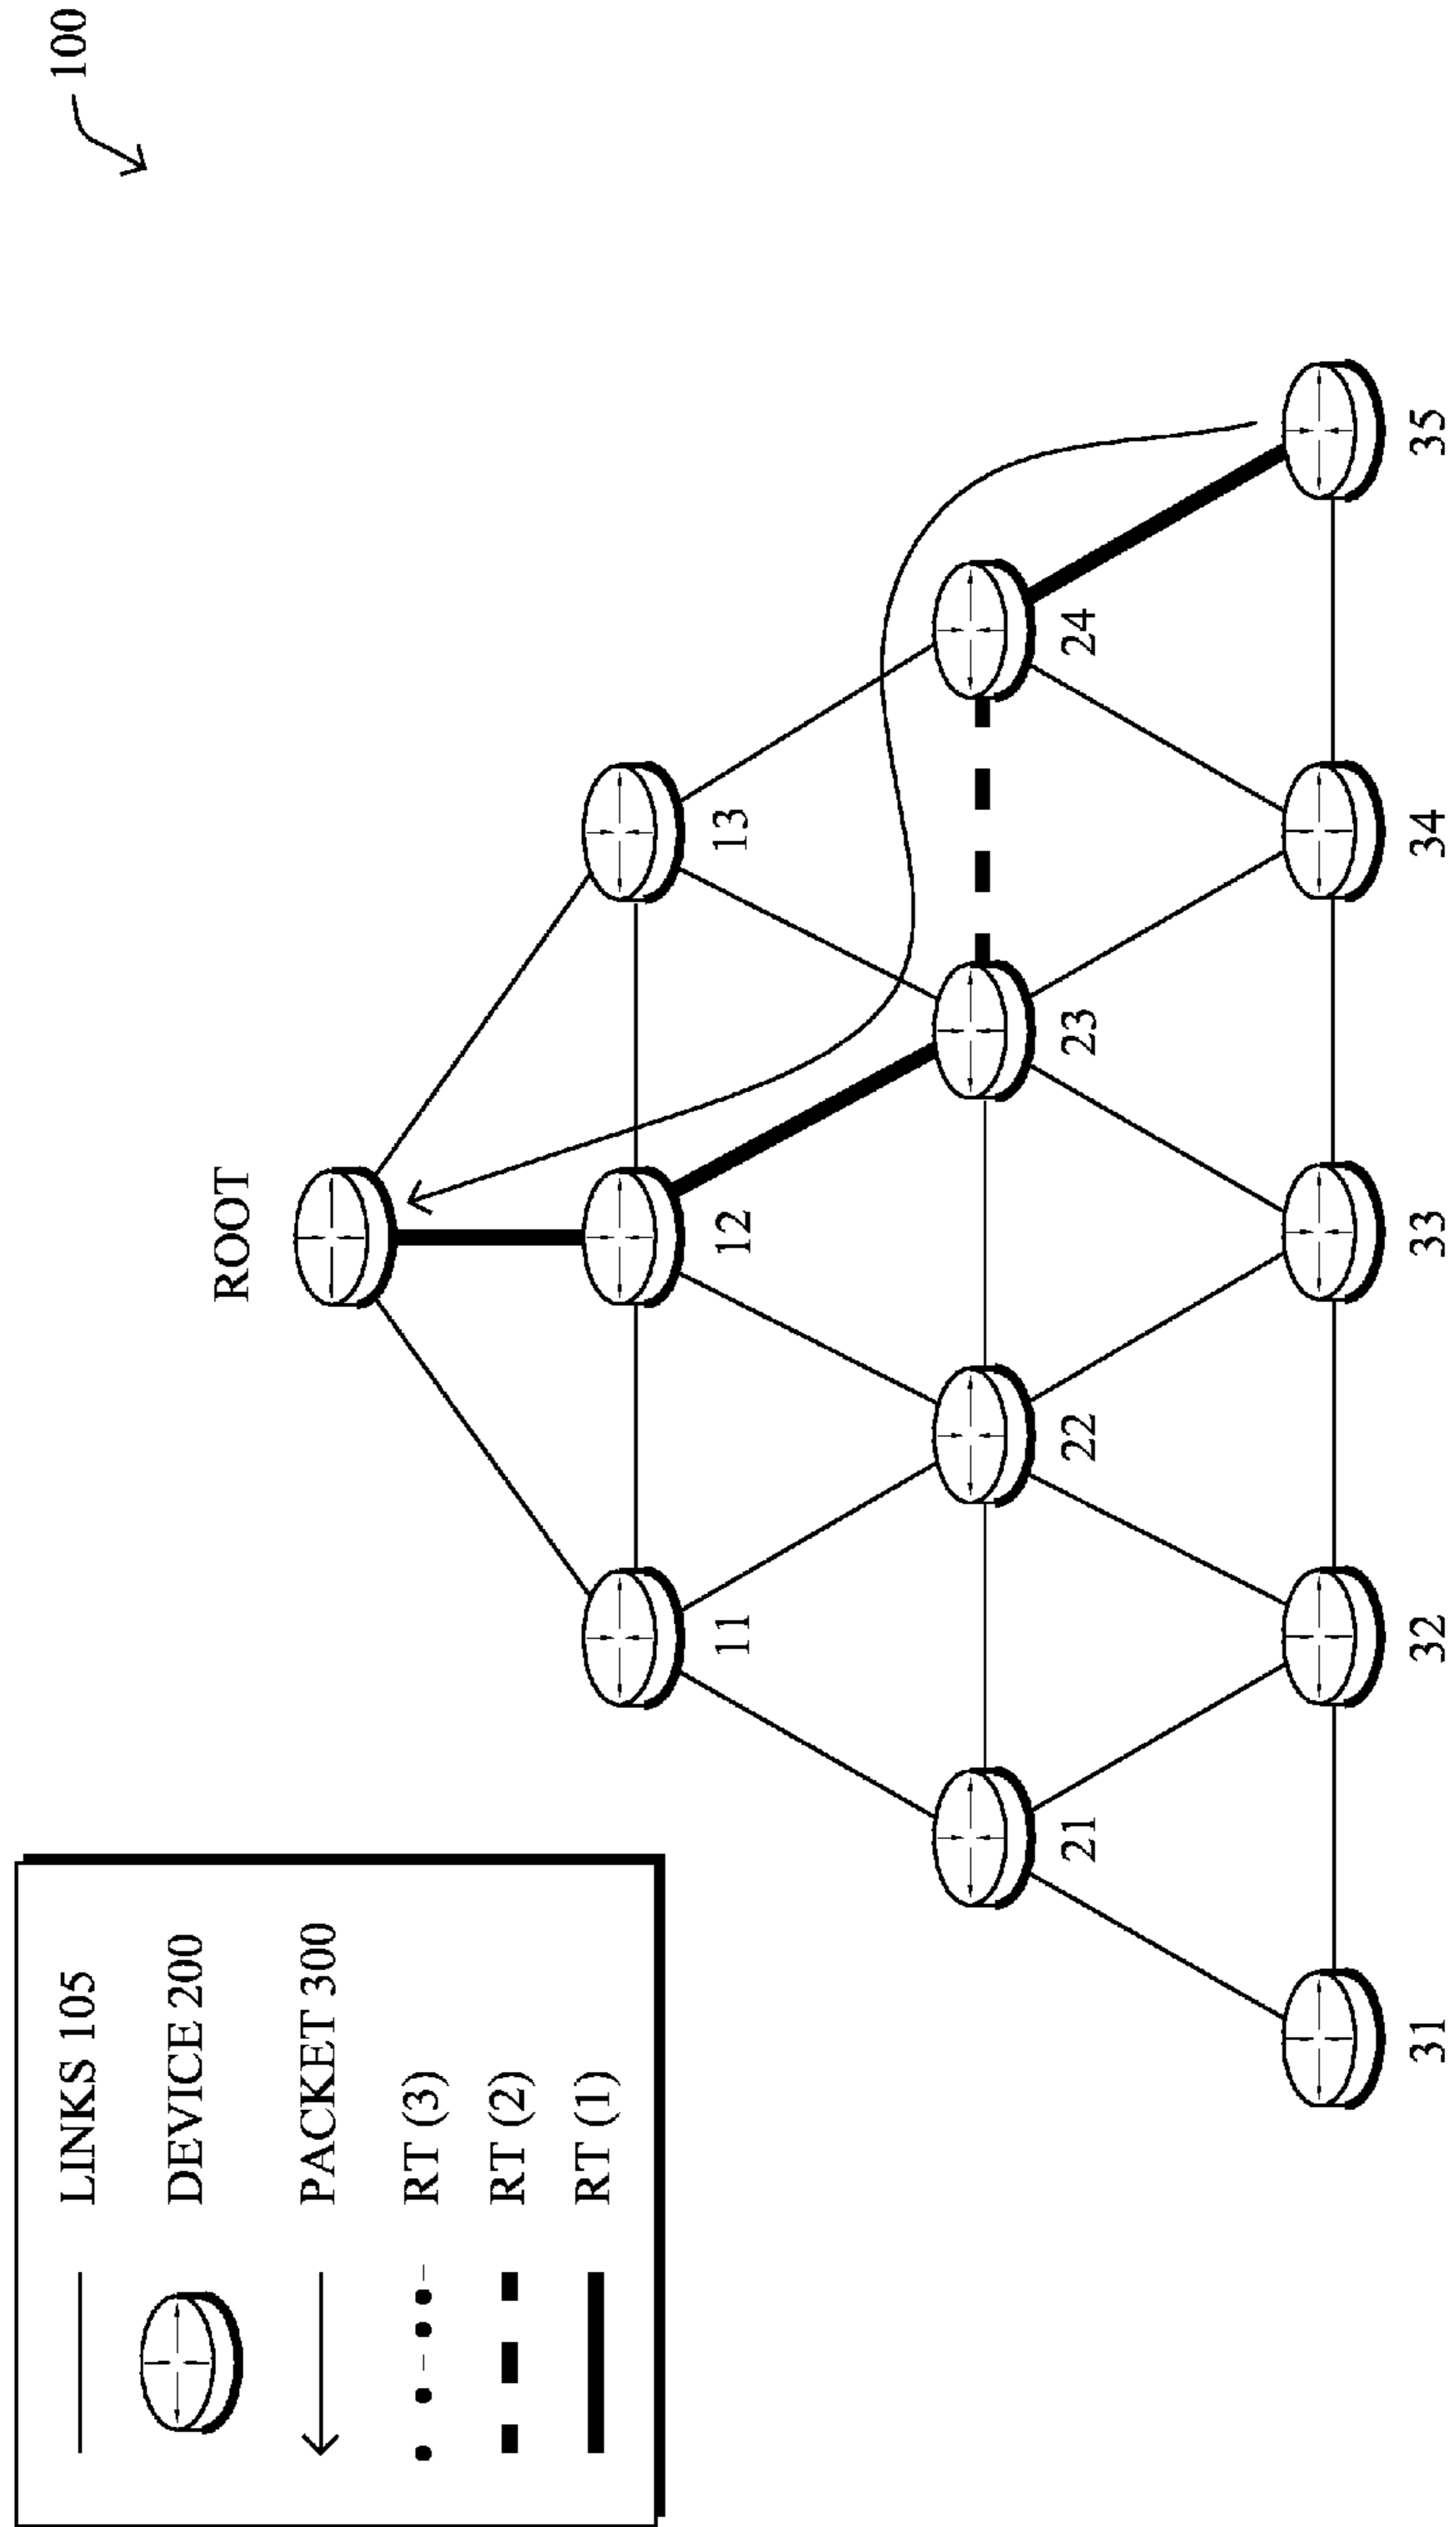 100
LINKS 105
DEVICE 200
PACKET 300
RT (3)
RT (2)
RT (1)
ROOT
11
12
13
21
22
23
24
31
32
33
34
35